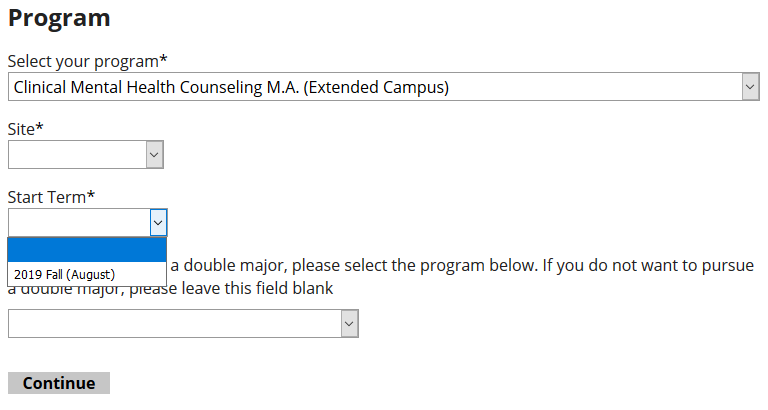 Program
Select your program*
Clinical Mental Health Counseling M.A. (Extended Campus)
Site*
Start Term*
2019 Fall (August)
a double major, please select the program below. If you do not want to pursue
a double major, please leave this field blank
Continue